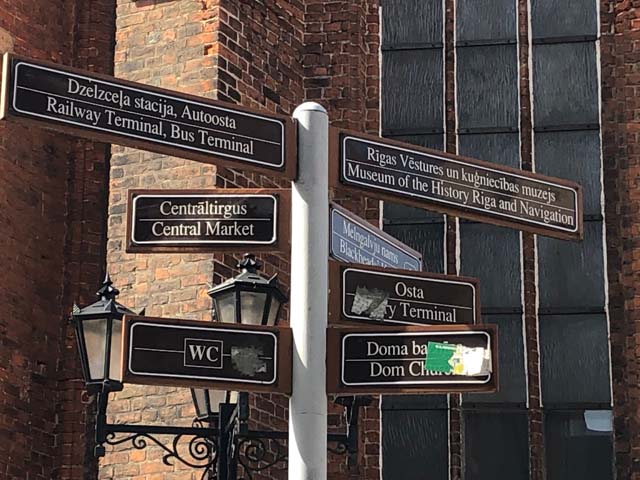 Dzelzceļa stacija, Autoosta
Railway Terminal, Bus Terminal
Rīgas Vēstures un kuģniecības muzejs
Museum of the History Riga and Navigation
Centrāltirgus
Central Market
Melngalvju nams
Blackheads'
Osta
Terminal
WC
Doma
Dom